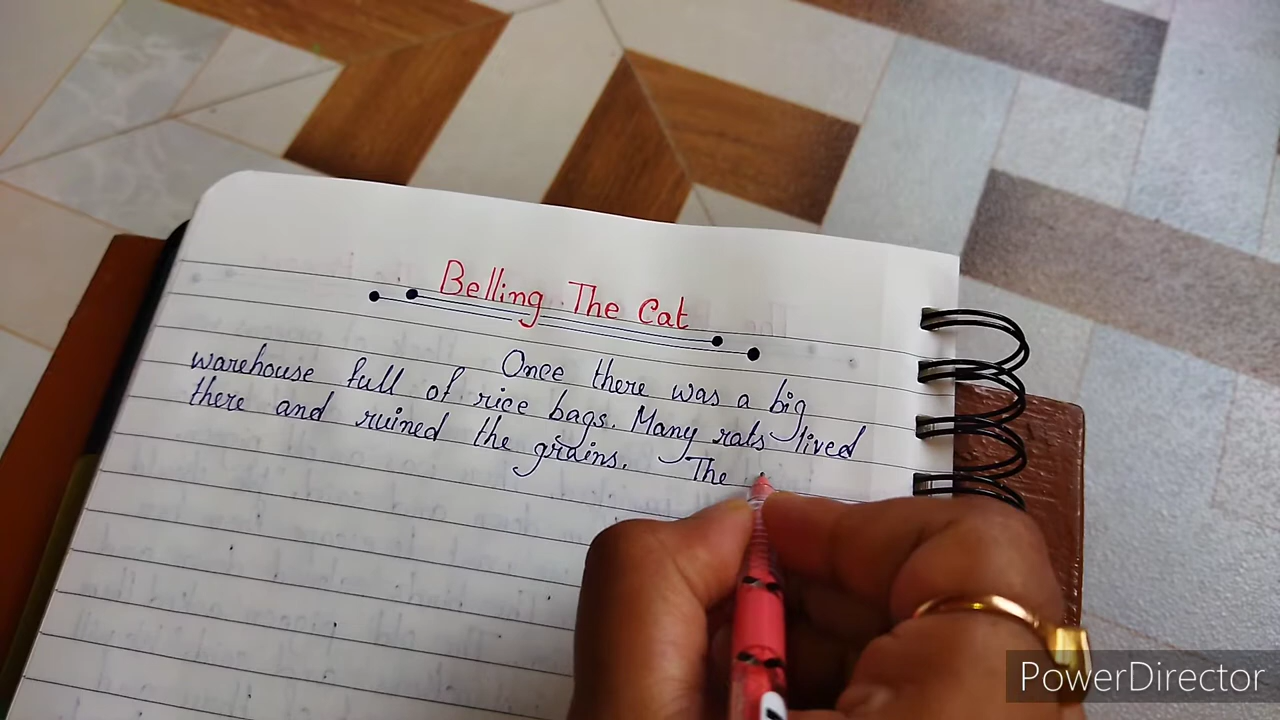 Belling The Cat
Once there was a big
warehouse full of rice bags. Many rats lived
there and ruined the grains. The
PowerDirector